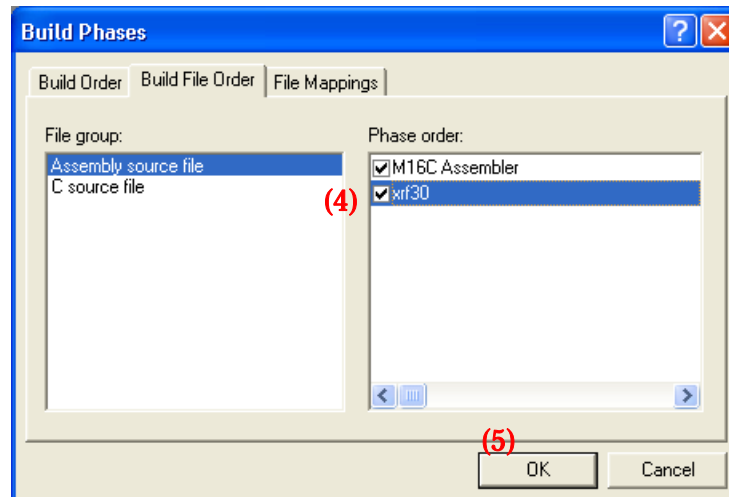 Build Phases
Build Order Build File Order File Mappings
File group: Phase order:
Assembly source file M16C Assembler
C source file (4) xrf30
(5)
OK Cancel